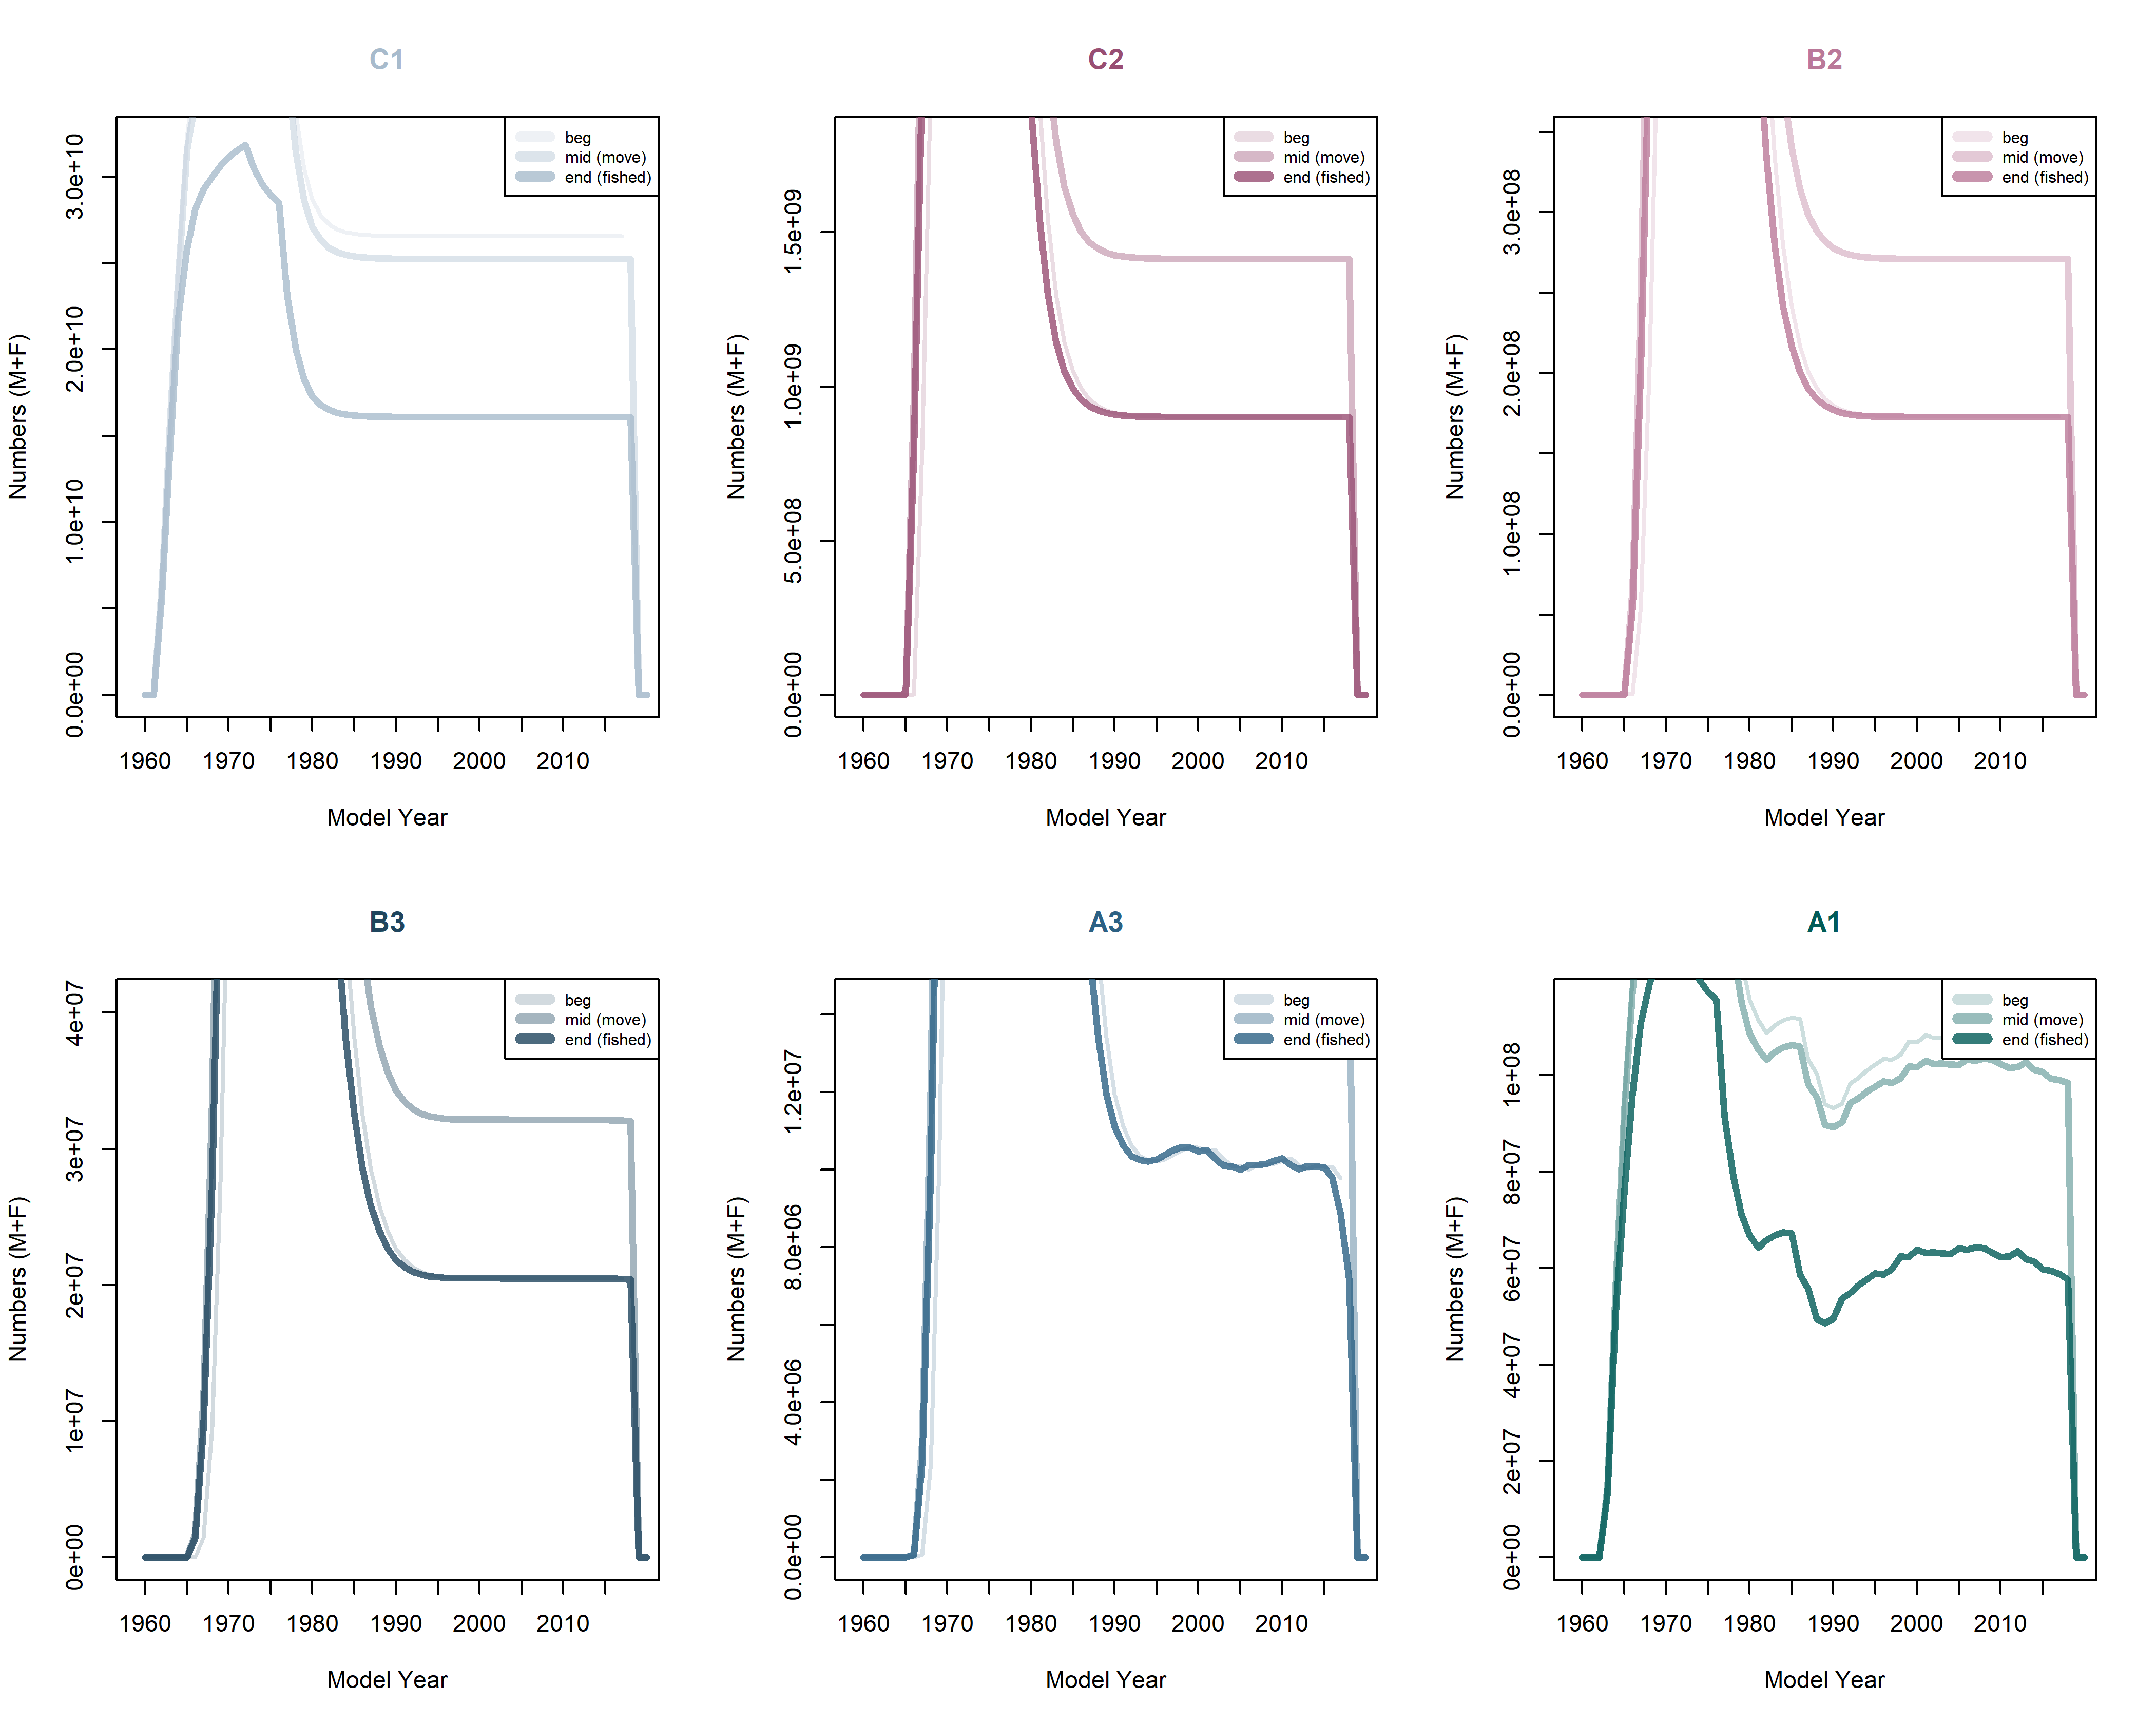 C1
beg
mid (move)
end (fished)
Numbers (M+F)
0.0e+00 1.0e+10 2.0e+10 3.0e+10
1960 1970 1980 1990 2000 2010
Model Year
C2
beg
mid (move)
end (fished)
Numbers (M+F)
0.0e+00 5.0e+08 1.0e+09 1.5e+09
1960 1970 1980 1990 2000 2010
Model Year
B2
beg
mid (move)
end (fished)
Numbers (M+F)
0.0e+00 1.0e+08 2.0e+08 3.0e+08
1960 1970 1980 1990 2000 2010
Model Year
B3
beg
mid (move)
end (fished)
Numbers (M+F)
0e+00 1e+07 2e+07 3e+07 4e+07
1960 1970 1980 1990 2000 2010
Model Year
A3
beg
mid (move)
end (fished)
Numbers (M+F)
0.0e+00 4.0e+06 8.0e+06 1.2e+07
1960 1970 1980 1990 2000 2010
Model Year
A1
beg
mid (move)
end (fished)
Numbers (M+F)
0e+00 2e+07 4e+07 6e+07 8e+07 1e+08
1960 1970 1980 1990 2000 2010
Model Year